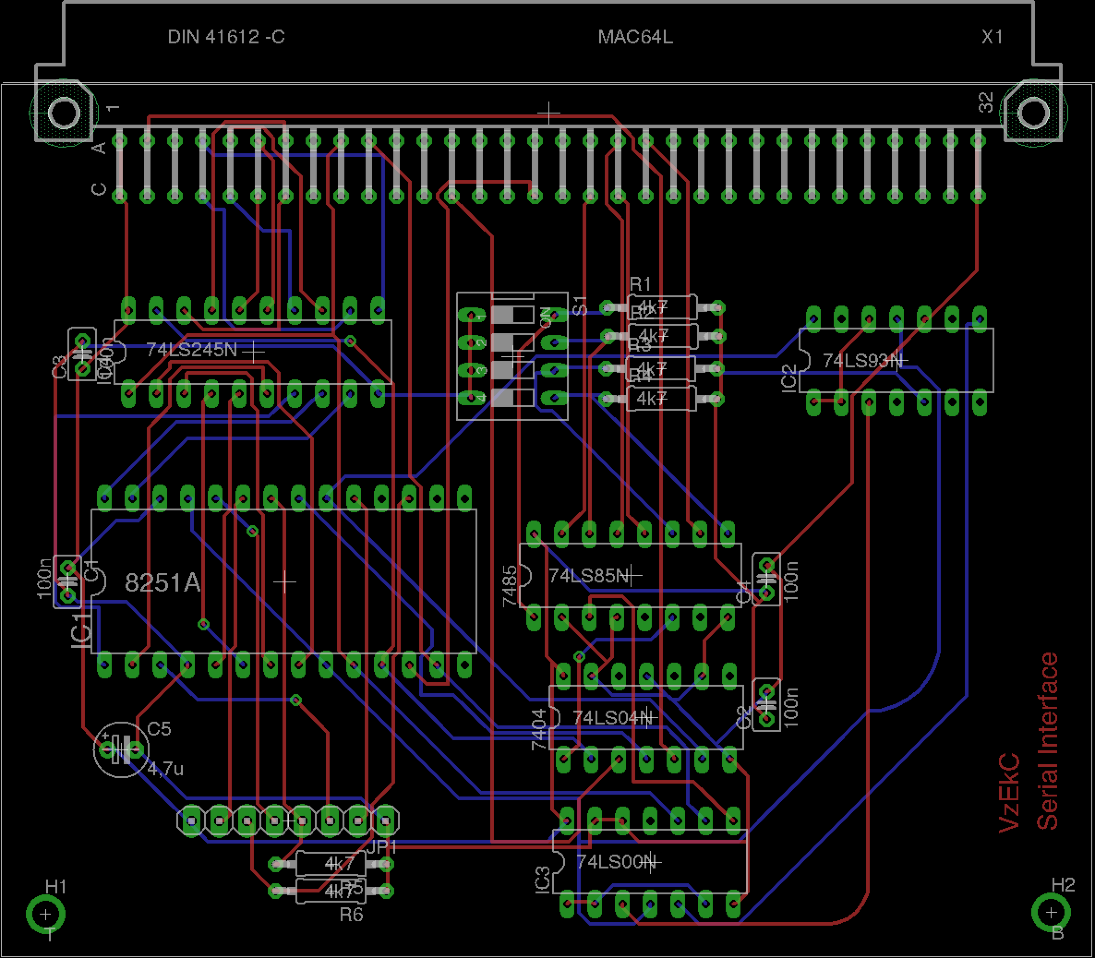 DIN 41612 -C
MAC64L
X1
1
32
A
C
R1
S1
4k7
ON
1
R2
4k7
2
R3
74LS245N
C3
3
4k7
74LS93N
IC2
R4
4
4k7
7485
74LS85N
C4
100n
100n
C1
8251A
IC1
7404
74LS04N
C2
100n
C5
+
4,7u
JP1
4k7
R5
4k7
R6
IC3
74LS00N
VzEkC
Serial Interface
H1
T
H2
B